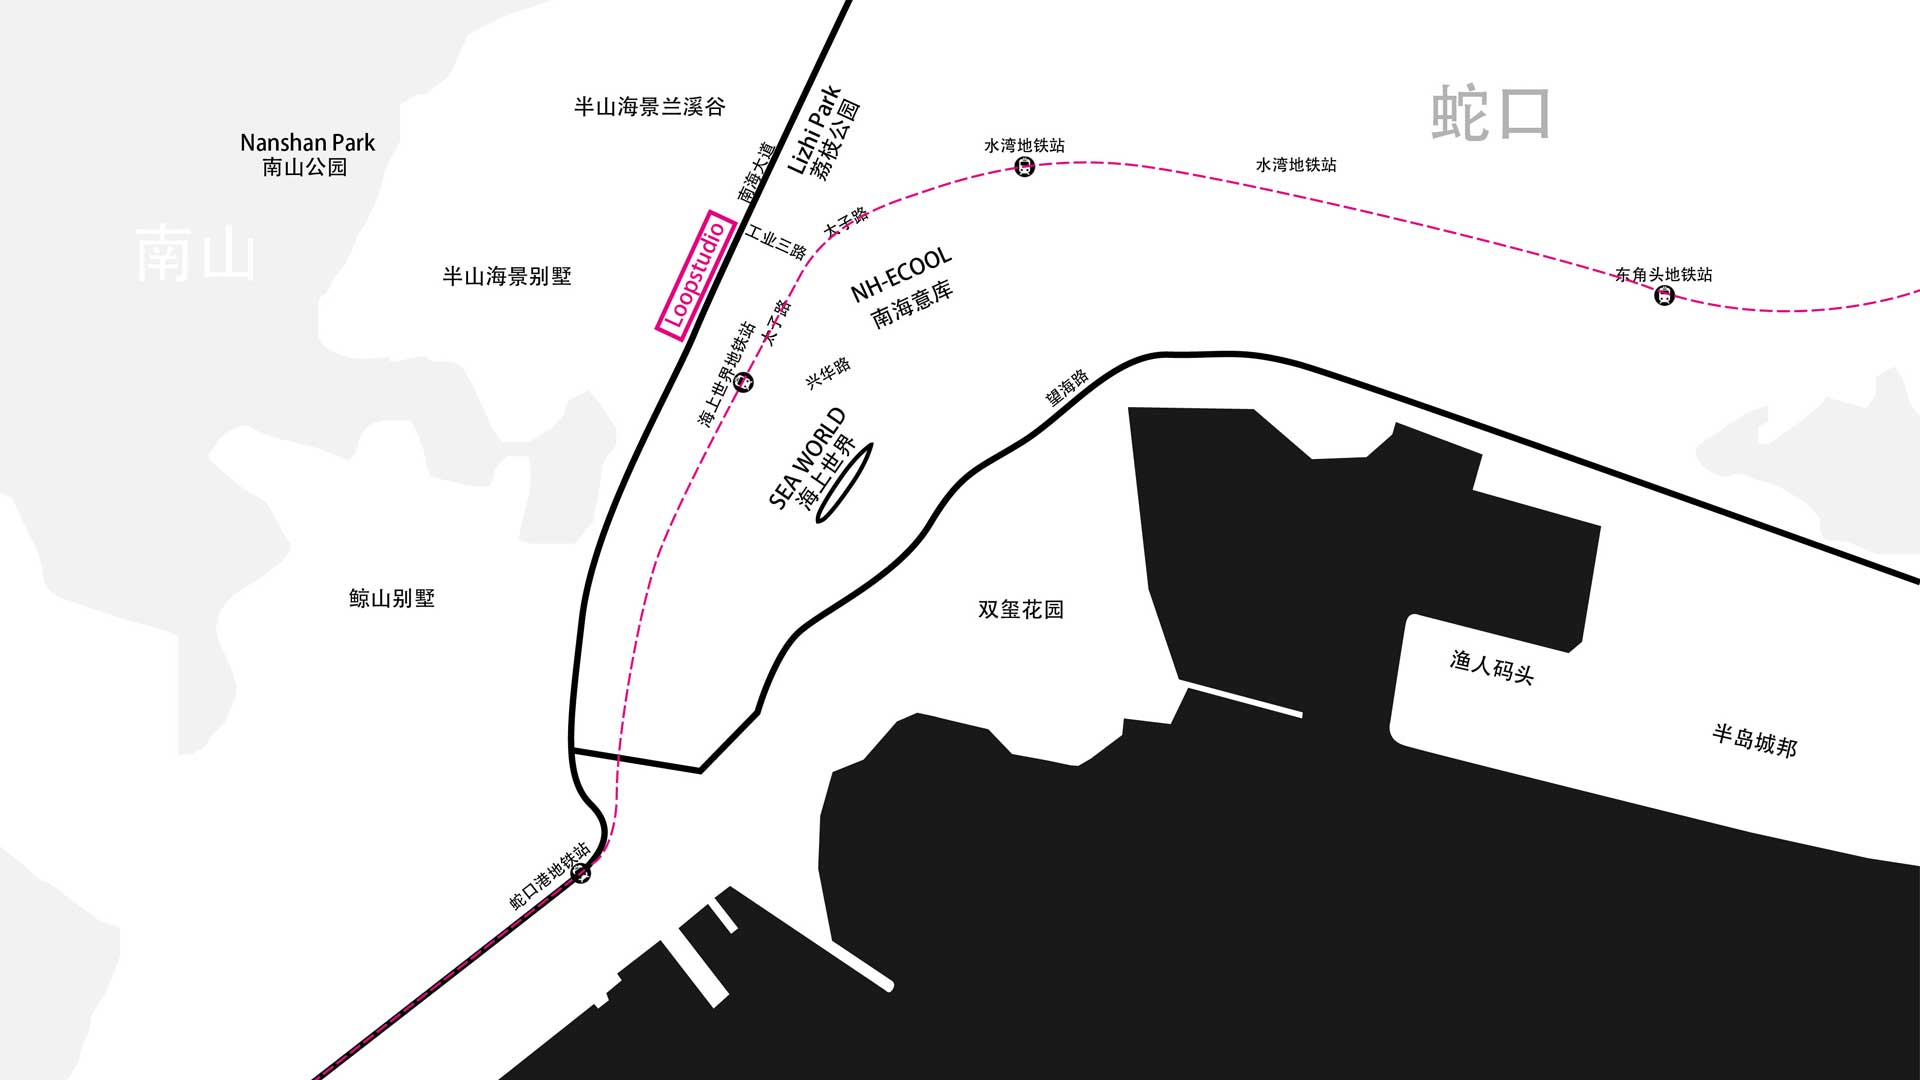 半山海景兰溪谷
蛇口
Nanshan Park
南山公园
Lizhi Park
荔枝公园
南海大道
水湾地铁站
水湾地铁站
南山
Loopstudio
工业三路
太子路
半山海景别墅
NH-ECOOL
南海意库
东角头地铁站
太子路
海上世界地铁站
兴华路
望海路
SEA WORLD
海上世界
鲸山别墅
双玺花园
渔人码头
半岛城邦
蛇口港地铁站